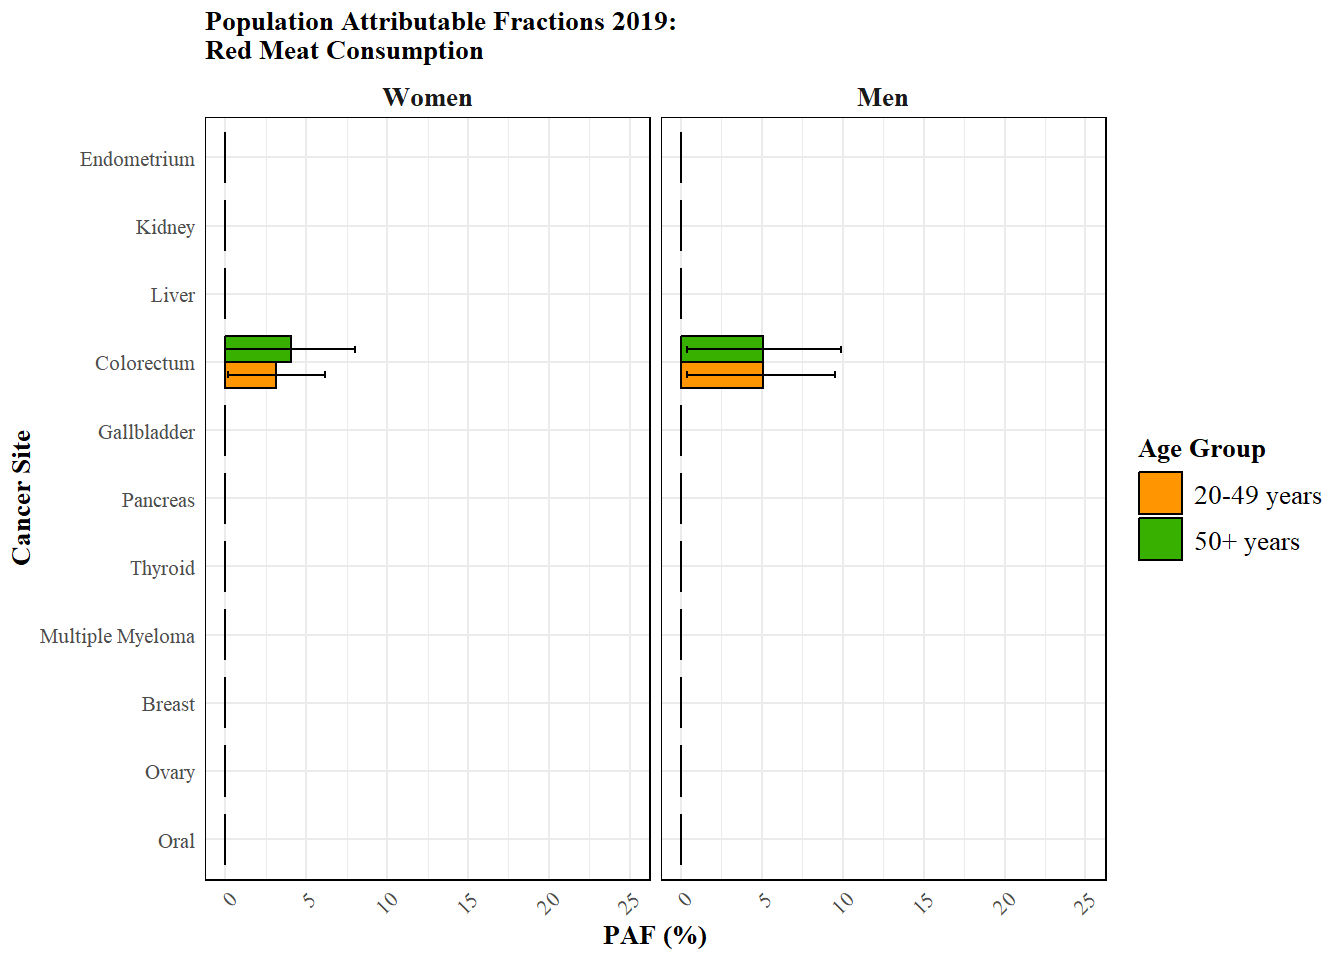 Population Attributable Fractions 2019:
Red Meat Consumption
Women
Men
Endometrium
Kidney
Liver
Colorectum
Gallbladder
Pancreas
Thyroid
Multiple Myeloma
Breast
Ovary
Oral
Cancer Site
0 5 10 15 20 25
0 5 10 15 20 25
PAF (%)
Age Group
20-49 years
50+ years